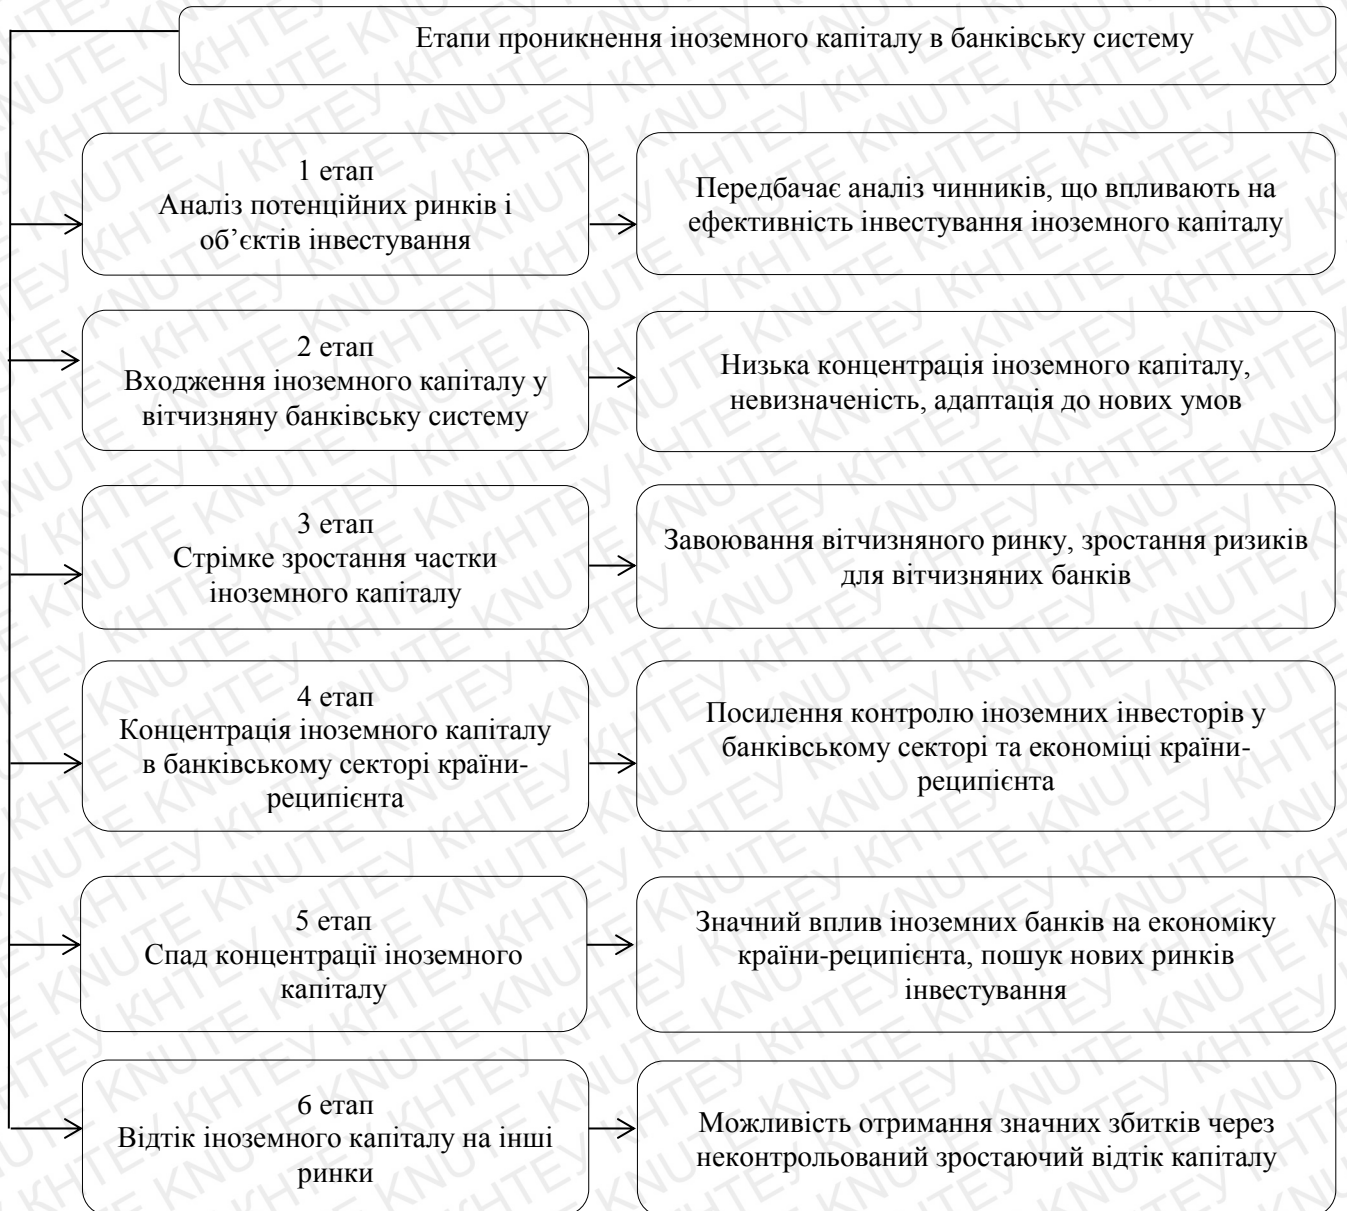 Етапи проникнення іноземного капіталу в банківську систему
1 етап
Аналіз потенційних ринків і
об’єктів інвестування
Передбачає аналіз чинників, що впливають на
ефективність інвестування іноземного капіталу
2 етап
Входження іноземного капіталу у
вітчизняну банківську систему
Низька концентрація іноземного капіталу,
невизначеність, адаптація до нових умов
3 етап
Стрімке зростання частки
іноземного капіталу
Завоювання вітчизняного ринку, зростання ризиків
для вітчизняних банків
4 етап
Концентрація іноземного капіталу
в банківському секторі країни-
реципієнта
Посилення контролю іноземних інвесторів у
банківському секторі та економіці країни-
реципієнта
5 етап
Спад концентрації іноземного
капіталу
Значний вплив іноземних банків на економіку
країни-реципієнта, пошук нових ринків
інвестування
6 етап
Відтік іноземного капіталу на інші
ринки
Можливість отримання значних збитків через
неконтрольований зростаючий відтік капіталу